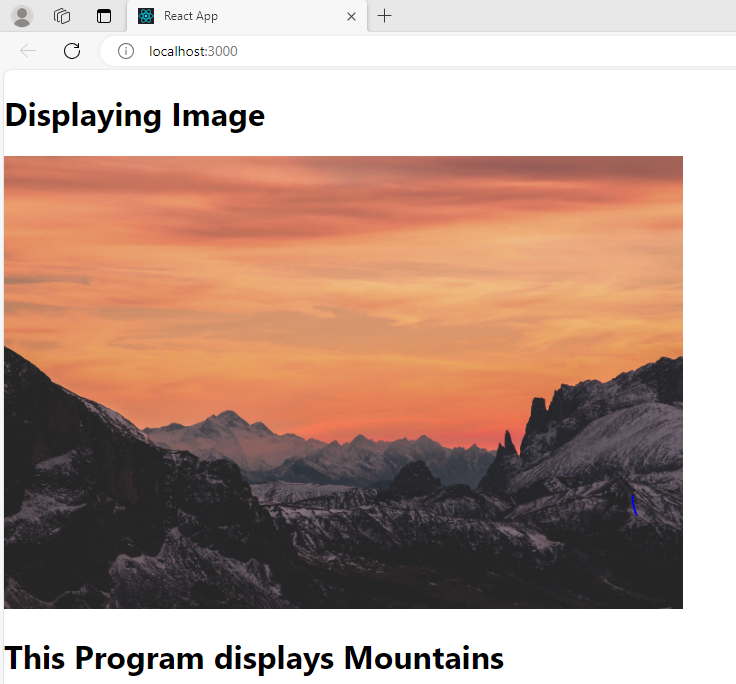 React App
localhost:3000
Displaying Image
This Program displays Mountains